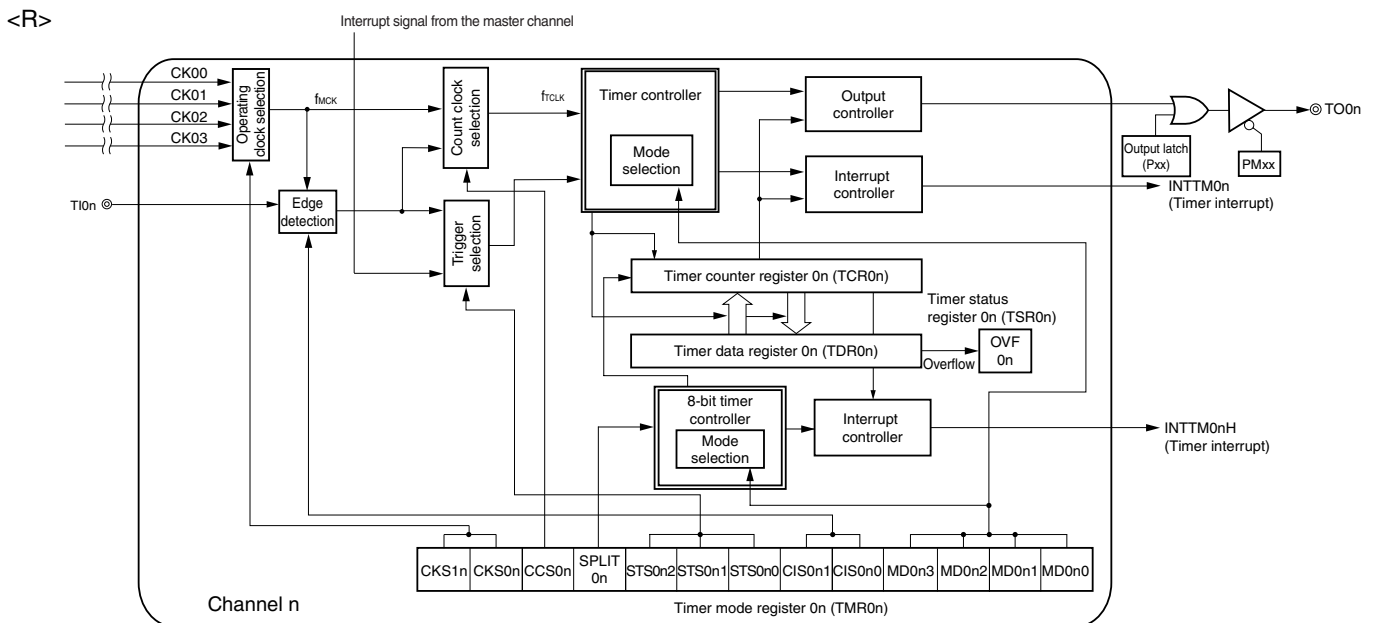 <R>
Interrupt signal from the master channel
CK00
CK01
CK02
CK03
Operating
clock selection
fMCK
Count clock
selection
fTCLK
Timer controller
Mode
selection
Output
controller
TO0n
Output latch
(Pxx)
PMxx
Interrupt
controller
INTTM0n
(Timer interrupt)
TI0n
Edge
detection
Trigger
selection
Timer counter register 0n (TCR0n)
Timer status
register 0n (TSR0n)
Timer data register 0n (TDR0n)
Overflow
OVF
0n
8-bit timer
controller
Mode
selection
Interrupt
controller
INTTM0nH
(Timer interrupt)
CKS1n
CKS0n
CCS0n
SPLIT
0n
STS0n2
STS0n1
STS0n0
CIS0n1
CIS0n0
MD0n3
MD0n2
MD0n1
MD0n0
Channel n
Timer mode register 0n (TMR0n)